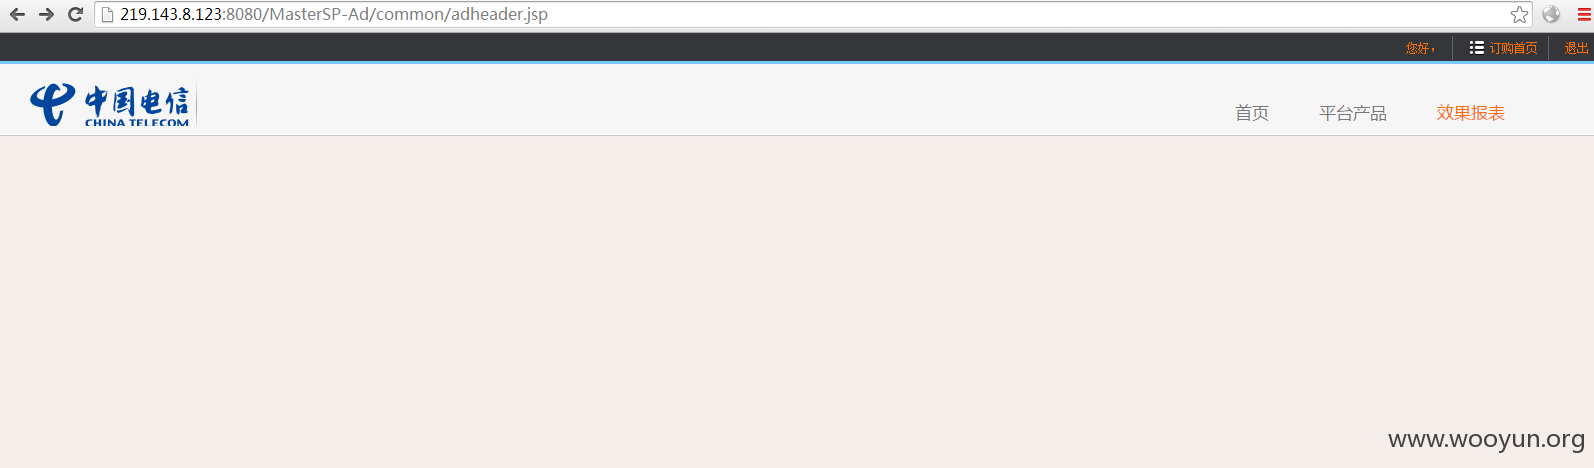 219.143.8.123:8080/MasterSP-Ad/common/adheader.jsp
您好， 订购首页 退出
中国电信
CHINA TELECOM
首页 平台产品 效果报表
www.wooyun.org